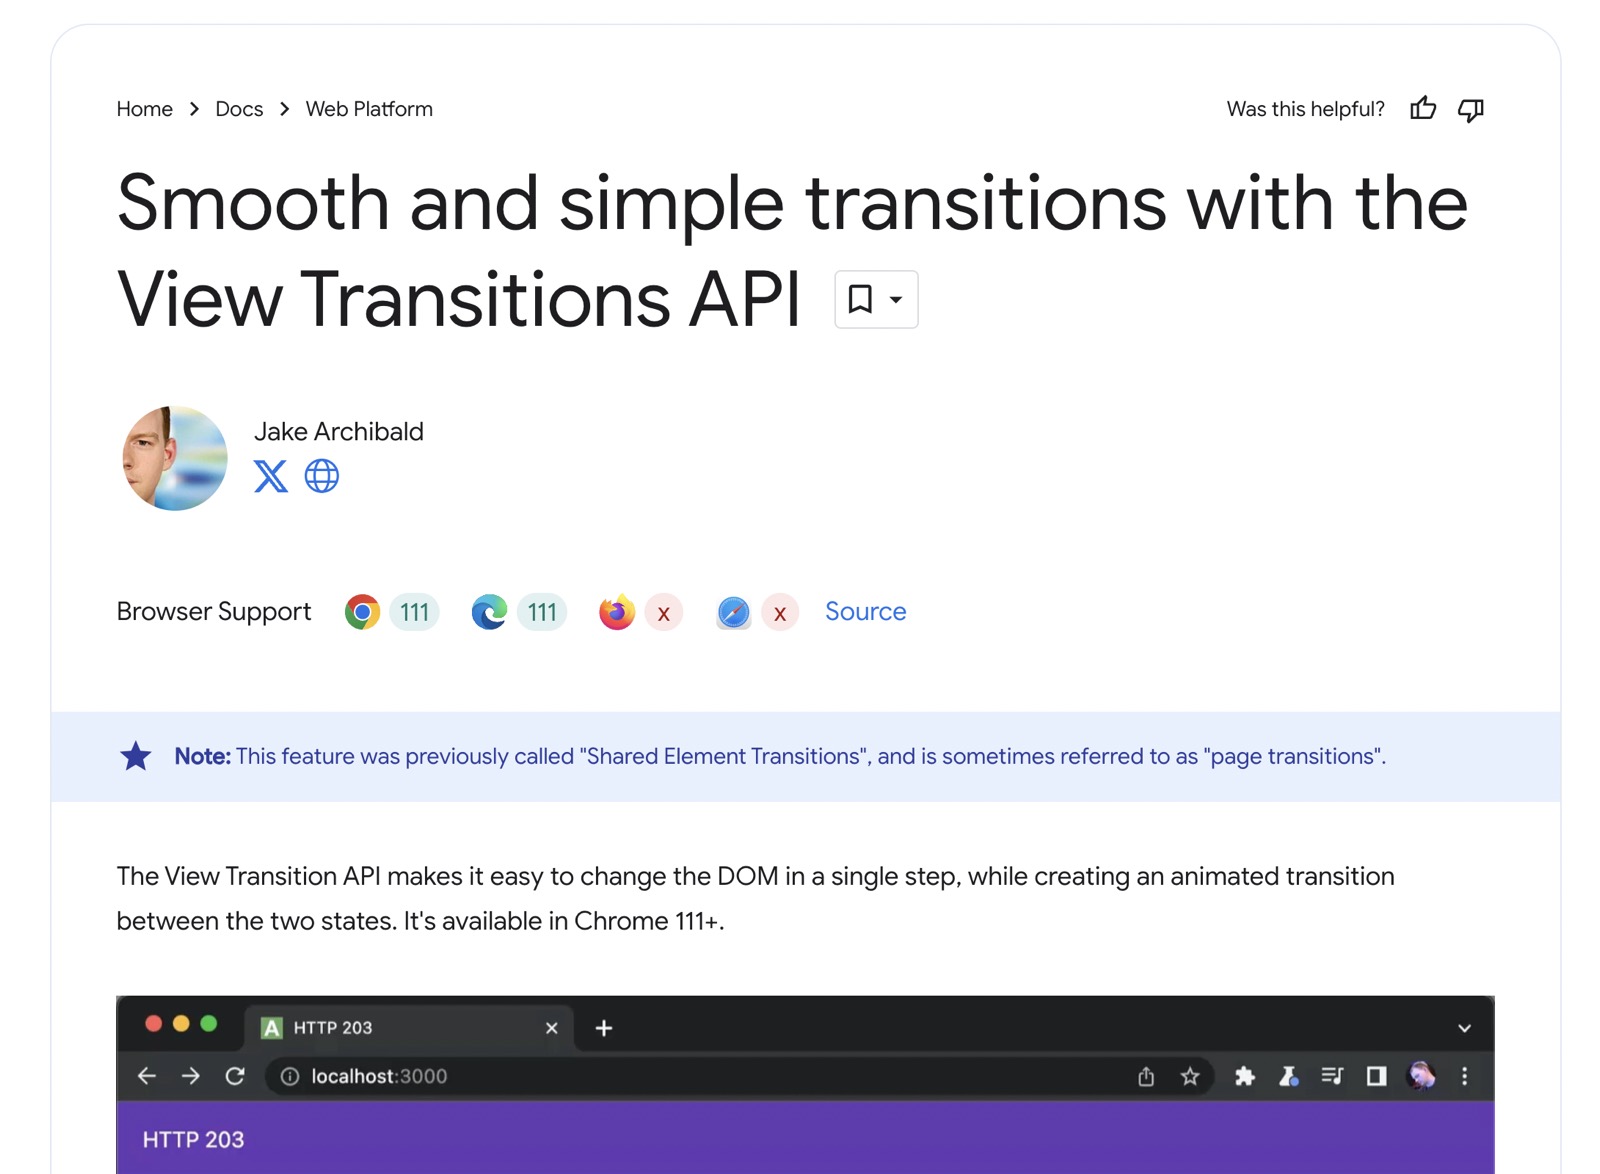 Home > Docs > Web Platform
Was this helpful?
Smooth and simple transitions with the
View Transitions API
Jake Archibald
Browser Support 111 111 x x Source
Note: This feature was previously called "Shared Element Transitions", and is sometimes referred to as "page transitions".
The View Transition API makes it easy to change the DOM in a single step, while creating an animated transition
between the two states. It's available in Chrome 111+.
A HTTP 203
localhost:3000
HTTP 203